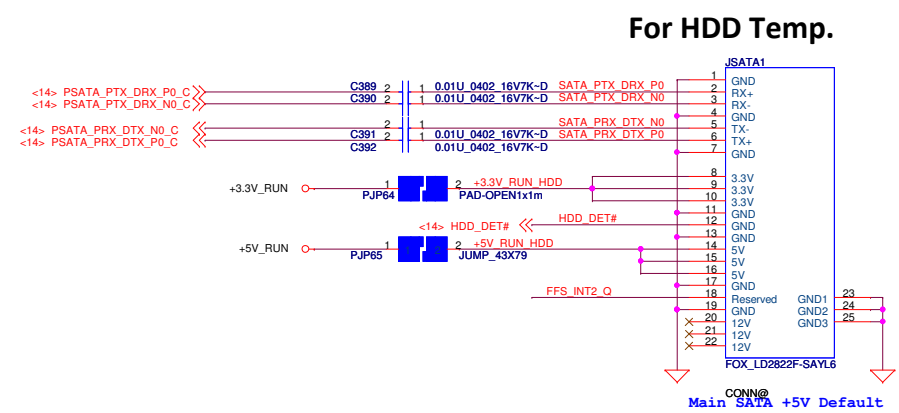 For HDD Temp.
JSATA1
<14> PSATA_PTX_DRX_P0_C C389 2 1 0.01U_0402_16V7K~D SATA_PTX_DRX_P0
<14> PSATA_PTX_DRX_N0_C C390 2 1 0.01U_0402_16V7K~D SATA_PTX_DRX_N0
<14> PSATA_PRX_DTX_N0_C C391 2 1 0.01U_0402_16V7K~D SATA_PRX_DTX_N0
<14> PSATA_PRX_DTX_P0_C C392 2 1 0.01U_0402_16V7K~D SATA_PRX_DTX_P0
1 GND
2 RX+
3 RX-
4 GND
5 TX-
6 TX+
7 GND
+3.3V_RUN 1 PJP64 2 +3.3V_RUN_HDD PAD-OPEN1x1m
8 3.3V
9 3.3V
10 3.3V
11 GND
<14> HDD_DET# HDD_DET# 12 GND
13 GND
+5V_RUN 1 PJP65 1 2 2 +5V_RUN_HDD JUMP_43X79
14 5V
15 5V
16 5V
17 GND
FFS_INT2_Q 18 Reserved
19 GND
20 12V
21 12V
22 12V
GND1 23
GND2 24
GND3 25
FOX_LD2822F-SAYL6
CONN@
Main SATA +5V Default